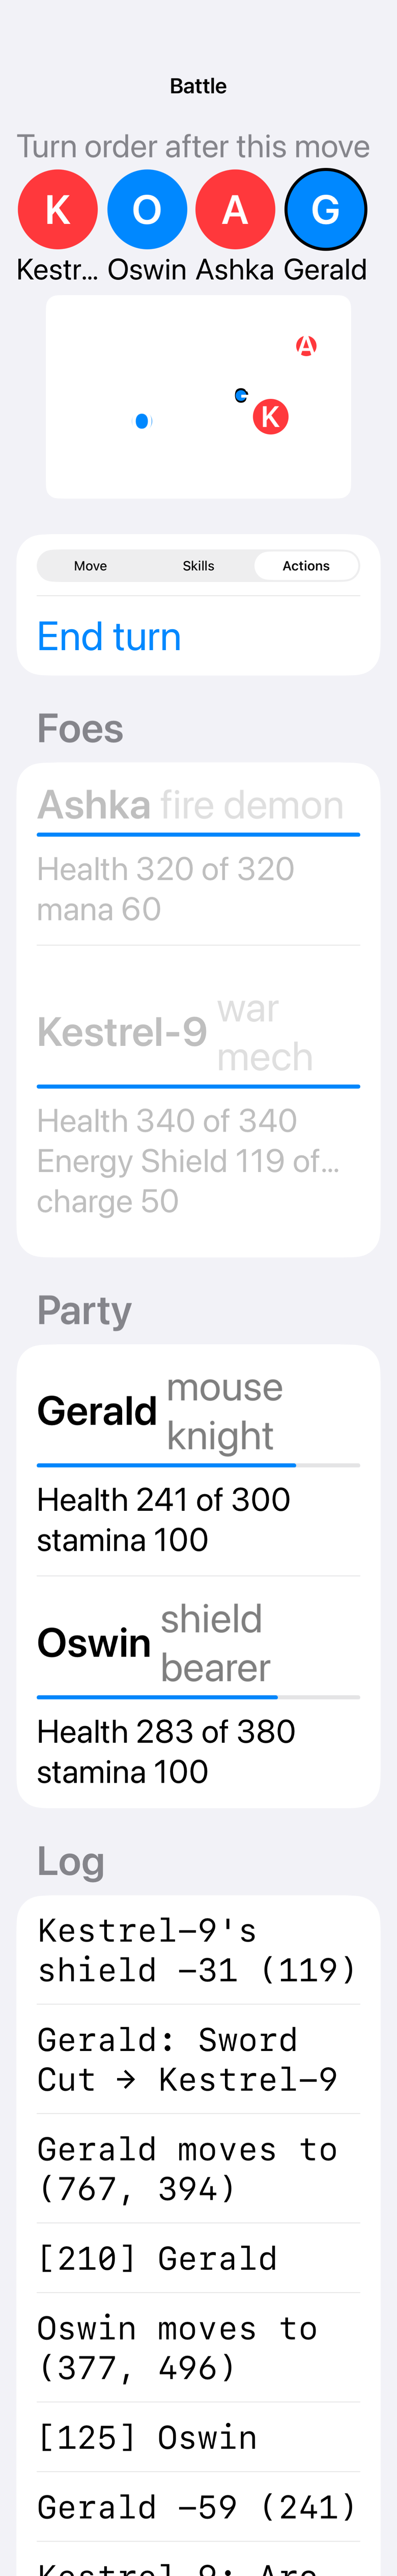 Battle
Turn order after this move
K O A G
Kestr... Oswin Ashka Gerald
A
G
K
Move Skills Actions
End turn
Foes
Ashka fire demon
Health 320 of 320
mana 60
Kestrel-9 war
mech
Health 340 of 340
Energy Shield 119 of...
charge 50
Party
Gerald mouse
knight
Health 241 of 300
stamina 100
Oswin shield
bearer
Health 283 of 380
stamina 100
Log
Kestrel-9's
shield -31 (119)
Gerald: Sword
Cut → Kestrel-9
Gerald moves to
(767, 394)
[210] Gerald
Oswin moves to
(377, 496)
[125] Oswin
Gerald -59 (241)